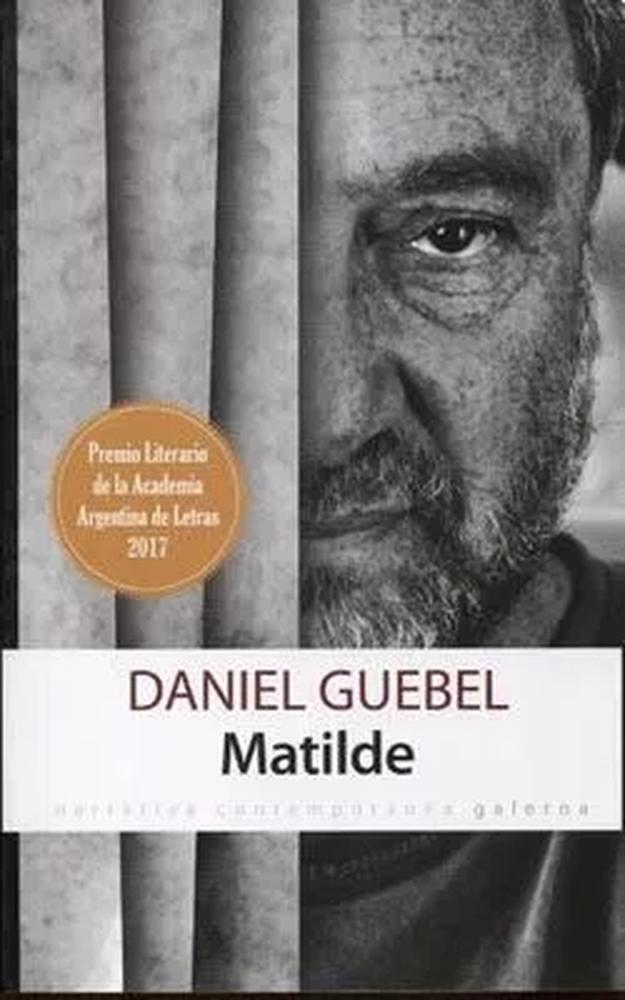 Premio Literario
de la Academia
Argentina de Letras
2017
DANIEL GUEBEL
Matilde
narrativa contemporánea galerna